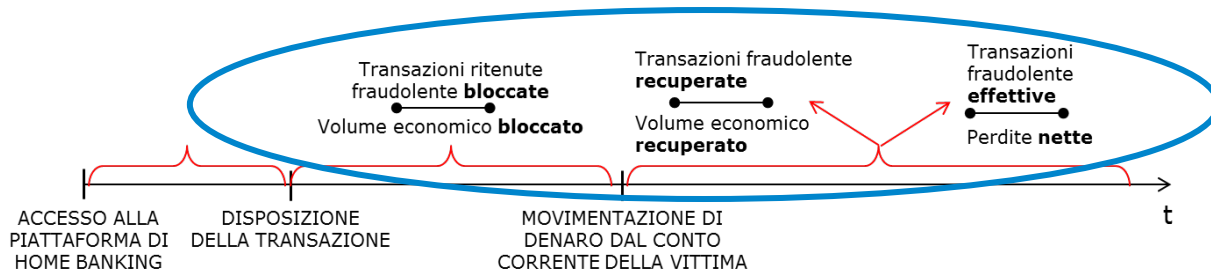 Transazioni ritenute
fraudolente bloccate
Volume economico bloccato
Transazioni fraudolente
recuperate
Volume economico
recuperato
Transazioni
fraudolente
effettive
Perdite nette
ACCESSO ALLA
PIATTAFORMA DI
HOME BANKING
DISPOSIZIONE
DELLA TRANSAZIONE
MOVIMENTAZIONE DI
DENARO DAL CONTO
CORRENTE DELLA VITTIMA
t